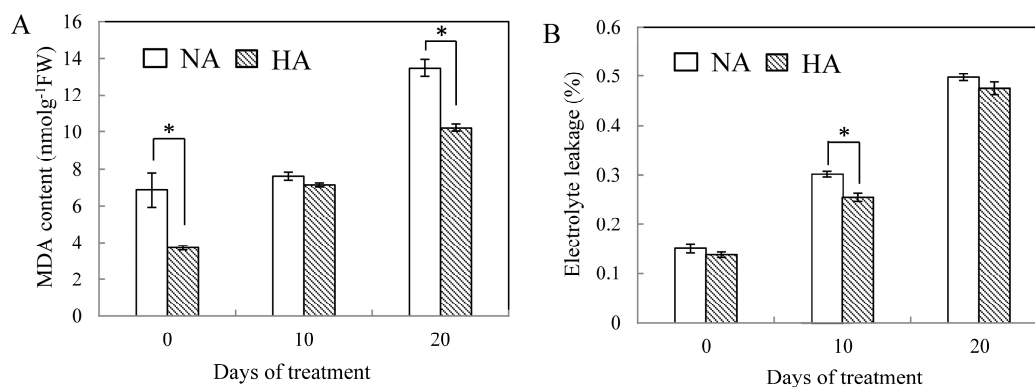 A
MDA content (nmolg-1FW)
16
14
12
10
8
6
4
2
0
NA HA
*
*
0 10 20
Days of treatment
B
Electrolyte leakage (%)
0.6
0.5
0.4
0.3
0.2
0.1
0
NA HA
*
0 10 20
Days of treatment